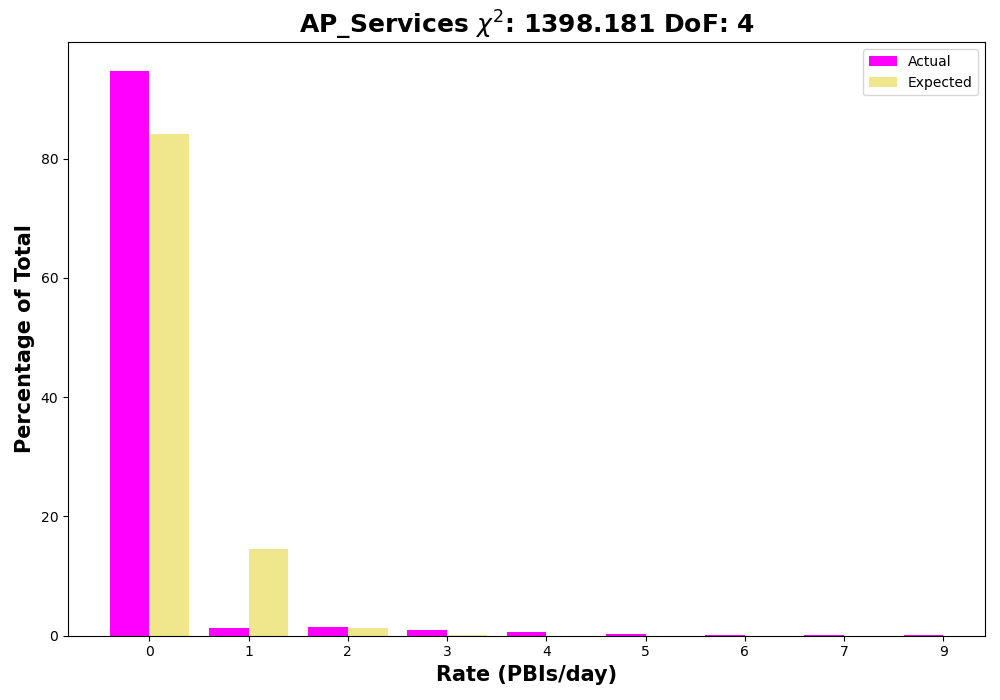 AP_Services χ²: 1398.181 DoF: 4
Actual
Expected
Percentage of Total
80
60
40
20
0
0 1 2 3 4 5 6 7 9
Rate (PBIs/day)